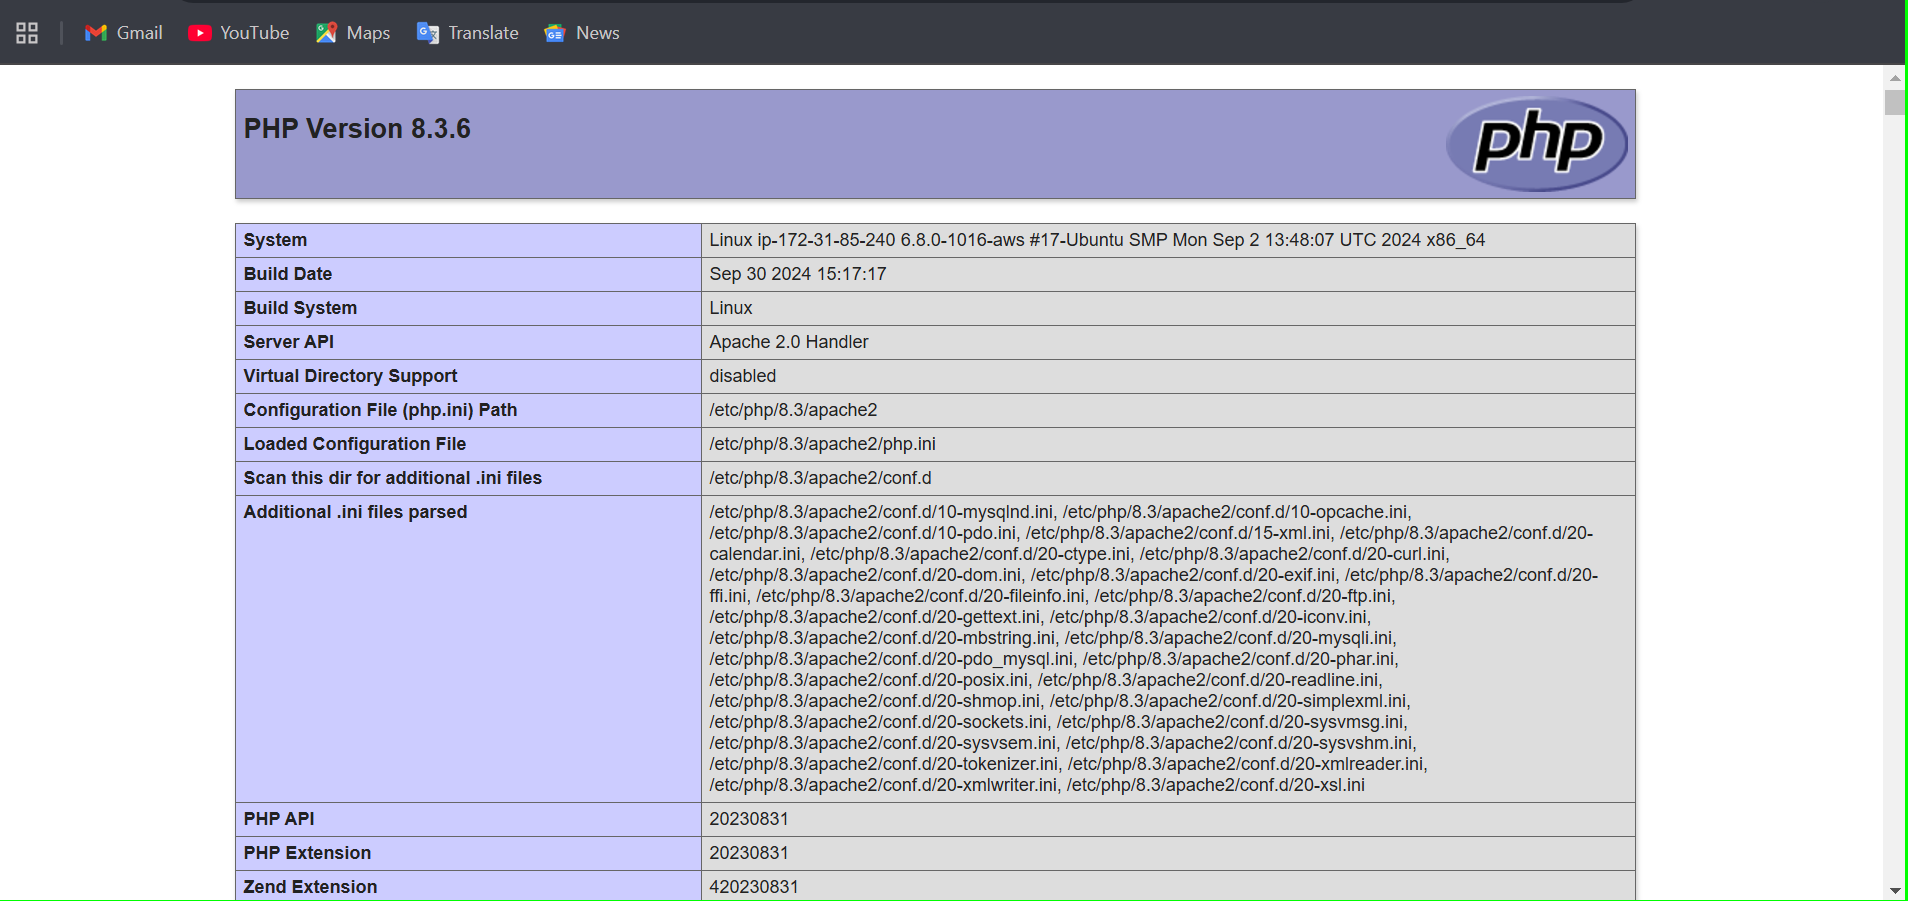 Gmail YouTube Maps Translate News
PHP Version 8.3.6
php
System Linux ip-172-31-85-240 6.8.0-1016-aws #17-Ubuntu SMP Mon Sep 2 13:48:07 UTC 2024 x86_64
Build Date Sep 30 2024 15:17:17
Build System Linux
Server API Apache 2.0 Handler
Virtual Directory Support disabled
Configuration File (php.ini) Path /etc/php/8.3/apache2
Loaded Configuration File /etc/php/8.3/apache2/php.ini
Scan this dir for additional .ini files /etc/php/8.3/apache2/conf.d
Additional .ini files parsed /etc/php/8.3/apache2/conf.d/10-mysqlnd.ini, /etc/php/8.3/apache2/conf.d/10-opcache.ini,
/etc/php/8.3/apache2/conf.d/10-pdo.ini, /etc/php/8.3/apache2/conf.d/15-xml.ini, /etc/php/8.3/apache2/conf.d/20-
calendar.ini, /etc/php/8.3/apache2/conf.d/20-ctype.ini, /etc/php/8.3/apache2/conf.d/20-curl.ini,
/etc/php/8.3/apache2/conf.d/20-dom.ini, /etc/php/8.3/apache2/conf.d/20-exif.ini, /etc/php/8.3/apache2/conf.d/20-
ffi.ini, /etc/php/8.3/apache2/conf.d/20-fileinfo.ini, /etc/php/8.3/apache2/conf.d/20-ftp.ini,
/etc/php/8.3/apache2/conf.d/20-gettext.ini, /etc/php/8.3/apache2/conf.d/20-iconv.ini,
/etc/php/8.3/apache2/conf.d/20-mbstring.ini, /etc/php/8.3/apache2/conf.d/20-mysqli.ini,
/etc/php/8.3/apache2/conf.d/20-pdo_mysql.ini, /etc/php/8.3/apache2/conf.d/20-phar.ini,
/etc/php/8.3/apache2/conf.d/20-posix.ini, /etc/php/8.3/apache2/conf.d/20-readline.ini,
/etc/php/8.3/apache2/conf.d/20-shmop.ini, /etc/php/8.3/apache2/conf.d/20-simplexml.ini,
/etc/php/8.3/apache2/conf.d/20-sockets.ini, /etc/php/8.3/apache2/conf.d/20-sysvmsg.ini,
/etc/php/8.3/apache2/conf.d/20-sysvsem.ini, /etc/php/8.3/apache2/conf.d/20-sysvshm.ini,
/etc/php/8.3/apache2/conf.d/20-tokenizer.ini, /etc/php/8.3/apache2/conf.d/20-xmlreader.ini,
/etc/php/8.3/apache2/conf.d/20-xmlwriter.ini, /etc/php/8.3/apache2/conf.d/20-xsl.ini
PHP API 20230831
PHP Extension 20230831
Zend Extension 420230831